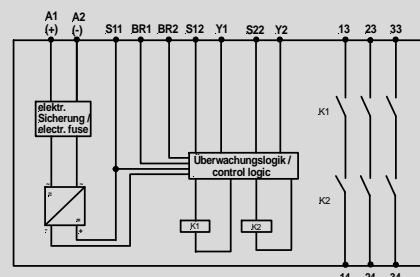 A1 A2 S11 BR1 BR2 S12 Y1 S22 Y2 13 23 33
(+) (-)
elektr.
Sicherung /
electr. fuse
K1
Überwachungslogik /
control logic
K1 K2
K2
14 24 34